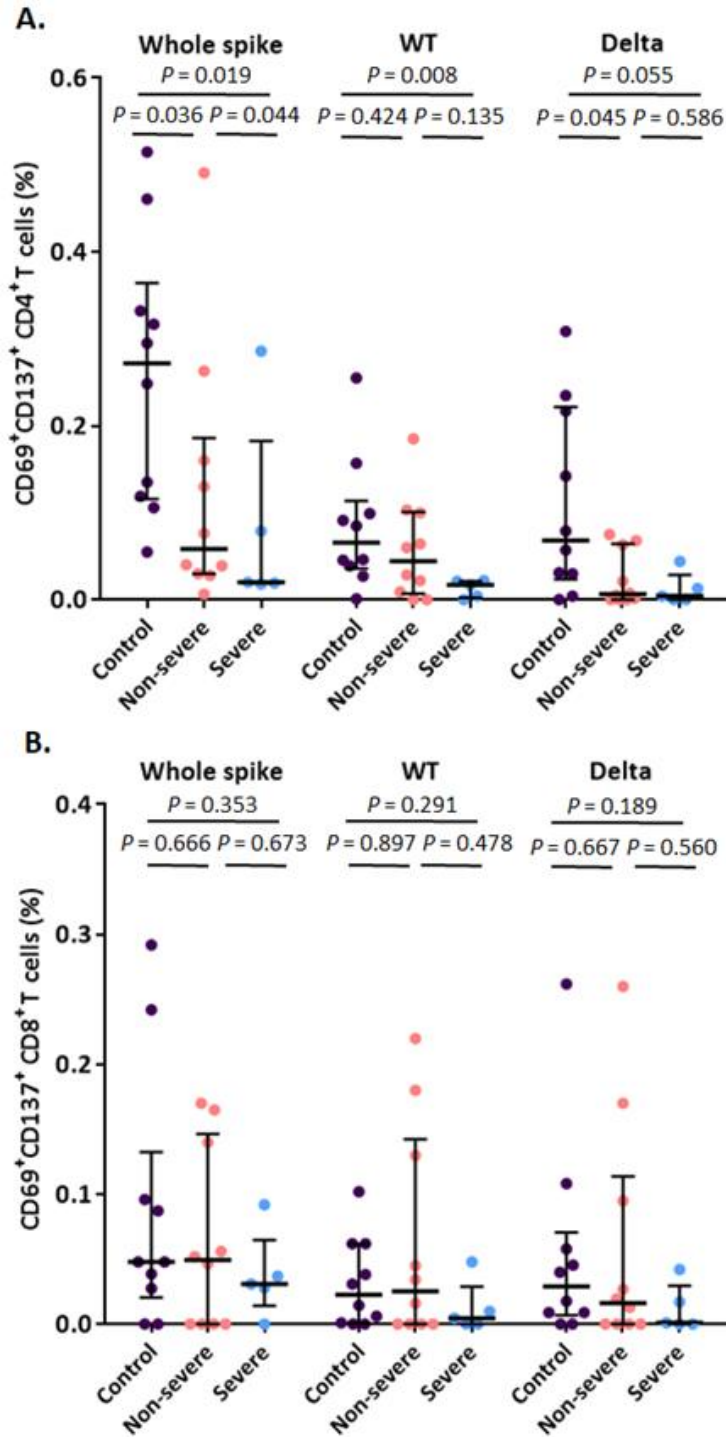 A.
Whole spike WT Delta
P = 0.019 P = 0.008 P = 0.055
P = 0.036 P = 0.044 P = 0.424 P = 0.135 P = 0.045 P = 0.586
CD69⁺CD137⁺ CD4⁺T cells (%)
0.6
0.4
0.2
0.0
Control Non-severe Severe Control Non-severe Severe Control Non-severe Severe
B.
Whole spike WT Delta
P = 0.353 P = 0.291 P = 0.189
P = 0.666 P = 0.673 P = 0.897 P = 0.478 P = 0.667 P = 0.560
CD69⁺CD137⁺ CD8⁺T cells (%)
0.4
0.3
0.2
0.1
0.0
Control Non-severe Severe Control Non-severe Severe Control Non-severe Severe